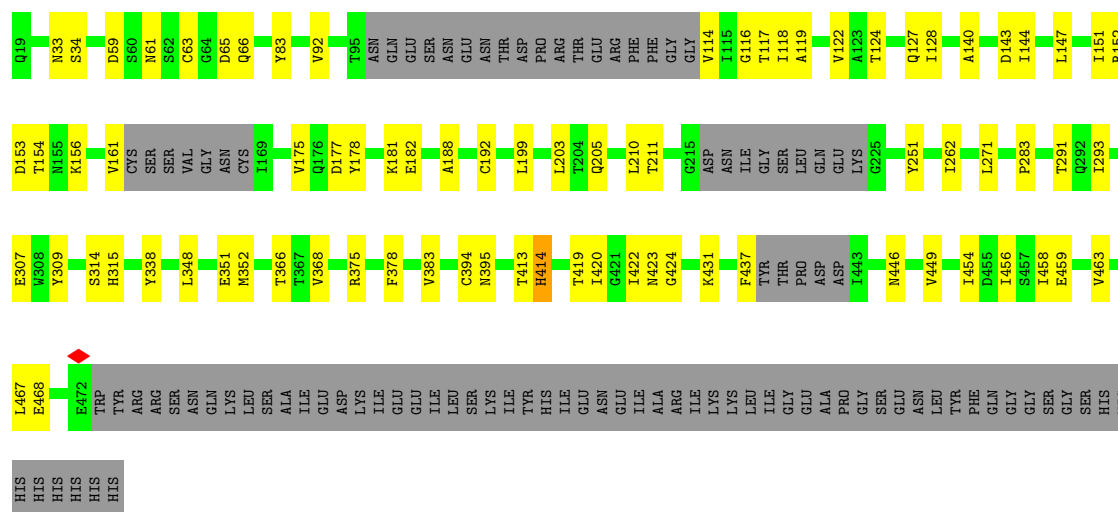 Q19 N33 S34 D59 S60 N61 S62 C63 G64 D65 Q66 Y83 V92 T95 ASN GLN GLU SER ASN GLU ASN THR ASP PRO ARG THR GLU ARG PHE PHE GLY GLY V114 I115 G116 T117 I118 A119 V122 A123 T124 Q127 I128 A140 D143 I144 L147 I151 R152
D153 T154 N155 K156 V161 CYS SER SER VAL GLY ASN CYS I169 V175 Q176 D177 Y178 K181 E182 A188 C192 L199 L203 T204 Q205 L210 T211 G215 ASP ASN ILE GLY SER LEU GLN GLU LYS G225 Y251 I262 L271 P283 T291 Q292 I293
E307 W308 Y309 S314 H315 Y338 L348 E351 M352 T366 T367 V368 R375 F378 V383 C394 N395 T413 H414 T419 I420 G421 I422 N423 G424 K431 F437 TYR THR PRO ASP ASP I443 N446 V449 I454 D455 I456 S457 I458 E459 V463
L467 E468 E472 TRP TYR ARG ARG SER ASN GLN LYS LEU SER ALA ILE GLU ASP LYS ILE GLU GLU ILE LEU SER LYS ILE TYR HIS ILE GLU ASN GLU ILE ALA ARG ILE LYS LYS LEU ILE GLY GLU ALA PRO GLY SER GLU ASN LEU TYR PHE GLN GLY GLY SER GLY SER HIS
HIS HIS HIS HIS HIS HIS